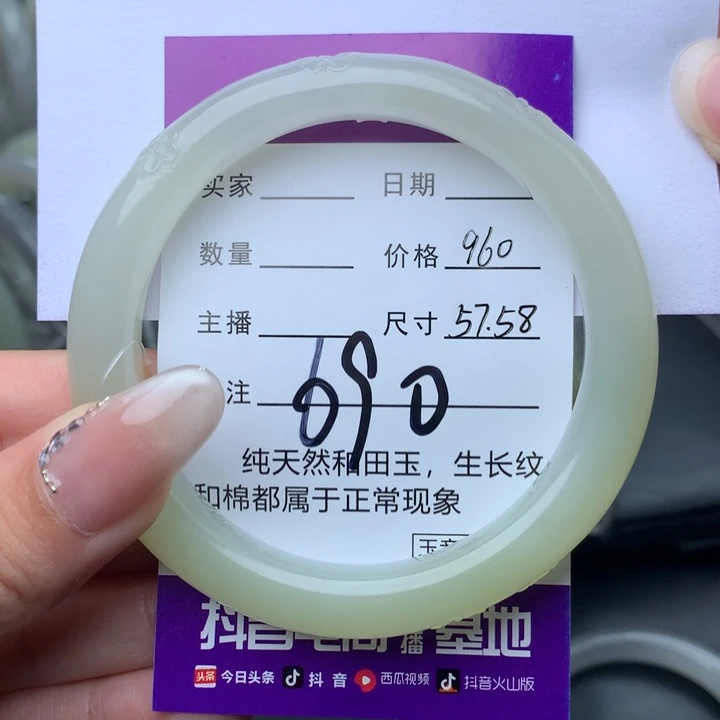 买家 日期
数量 价格 960
主播 尺寸 57.58
注 690
纯天然和田玉，生长纹
和棉都属于正常现象
抖音电商直播基地
今日头条 抖音 西瓜视频 抖音火山版